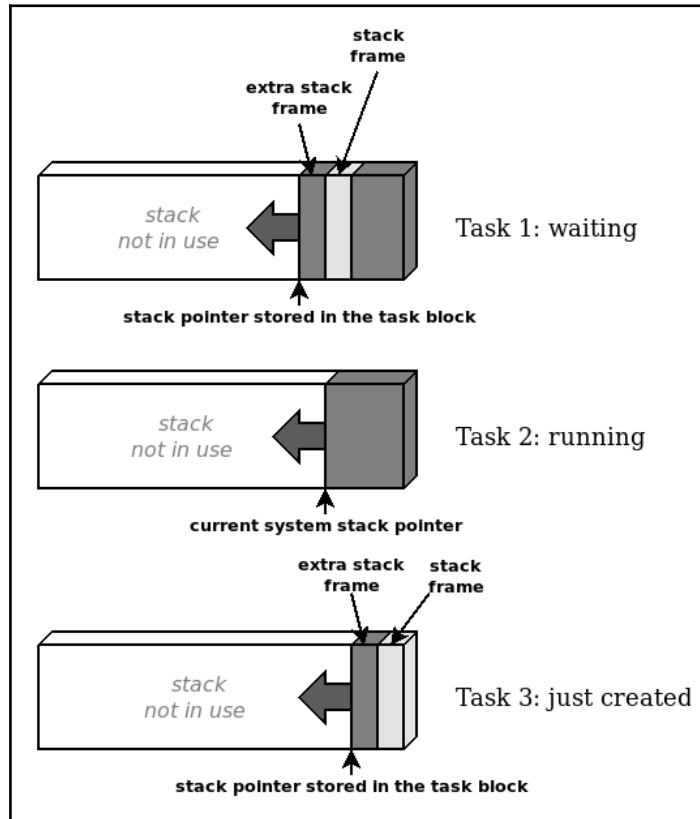 stack
frame
extra stack
frame
stack
not in use
Task 1: waiting
stack pointer stored in the task block
stack
not in use
Task 2: running
current system stack pointer
extra stack
frame
stack
frame
stack
not in use
Task 3: just created
stack pointer stored in the task block